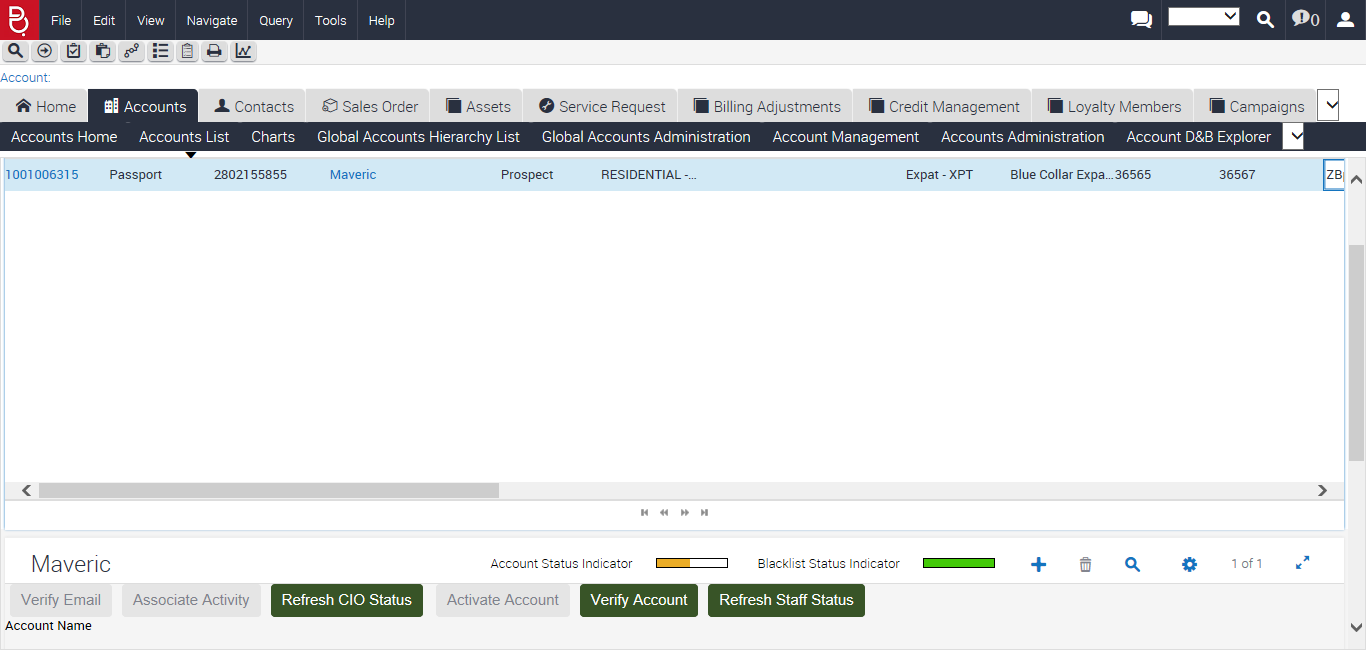 File Edit View Navigate Query Tools Help 0
Account:
Home Accounts Contacts Sales Order Assets Service Request Billing Adjustments Credit Management Loyalty Members Campaigns
Accounts Home Accounts List Charts Global Accounts Hierarchy List Global Accounts Administration Account Management Accounts Administration Account D&B Explorer
1001006315 Passport 2802155855 Maveric Prospect RESIDENTIAL -... Expat - XPT Blue Collar Expa... 36565 36567
Maveric Account Status Indicator Blacklist Status Indicator 1 of 1
Verify Email Associate Activity Refresh CIO Status Activate Account Verify Account Refresh Staff Status
Account Name